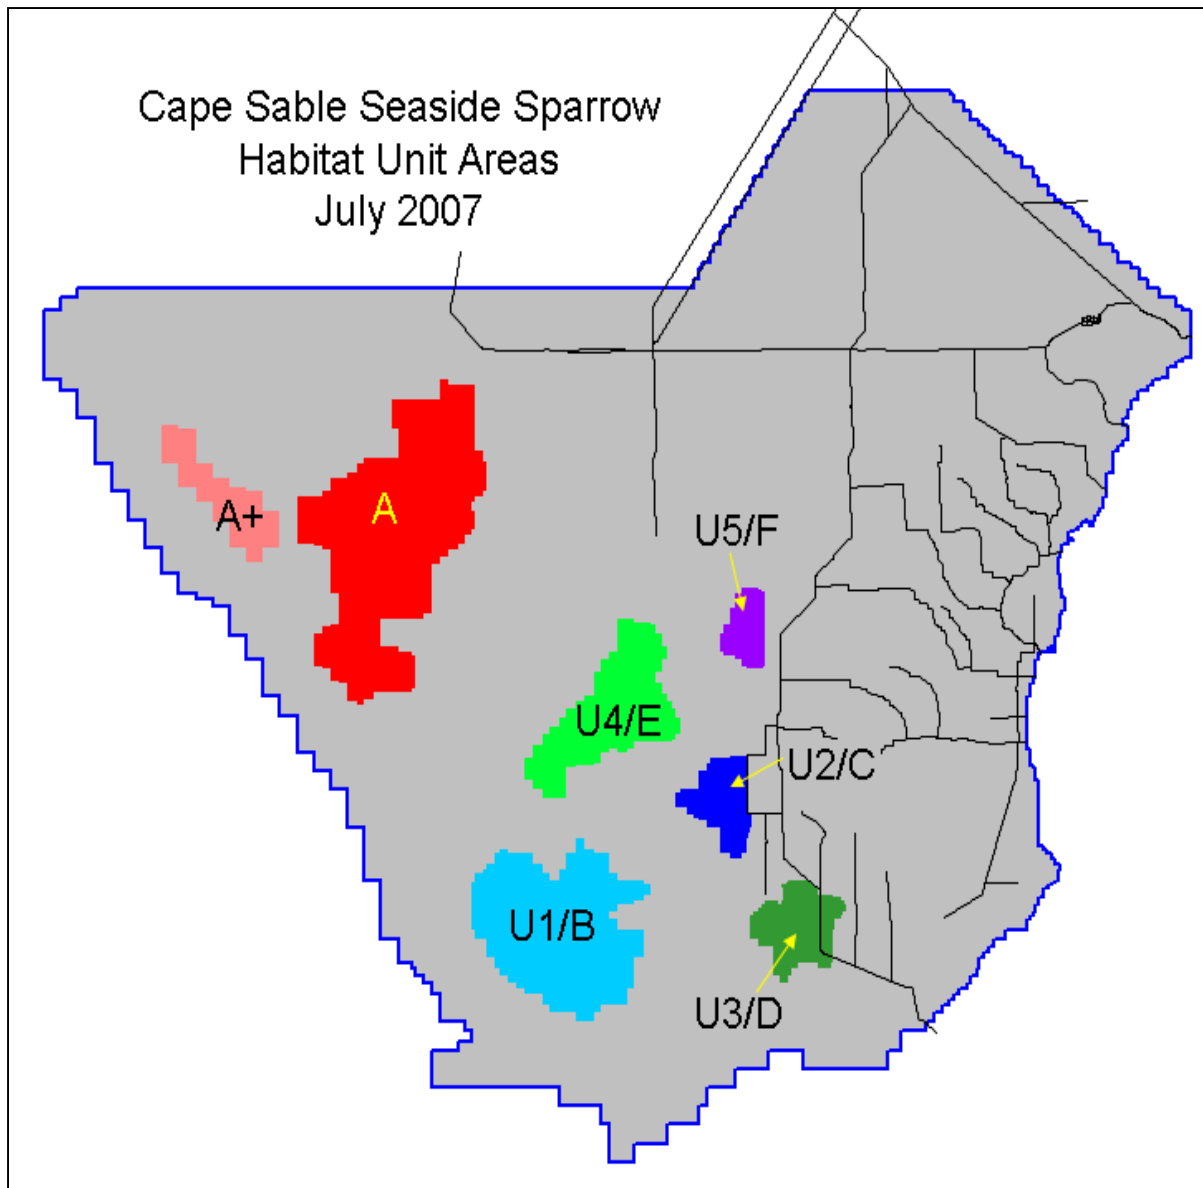 Cape Sable Seaside Sparrow
Habitat Unit Areas
July 2007
A+
A
U5/F
U4/E
U2/C
U1/B
U3/D